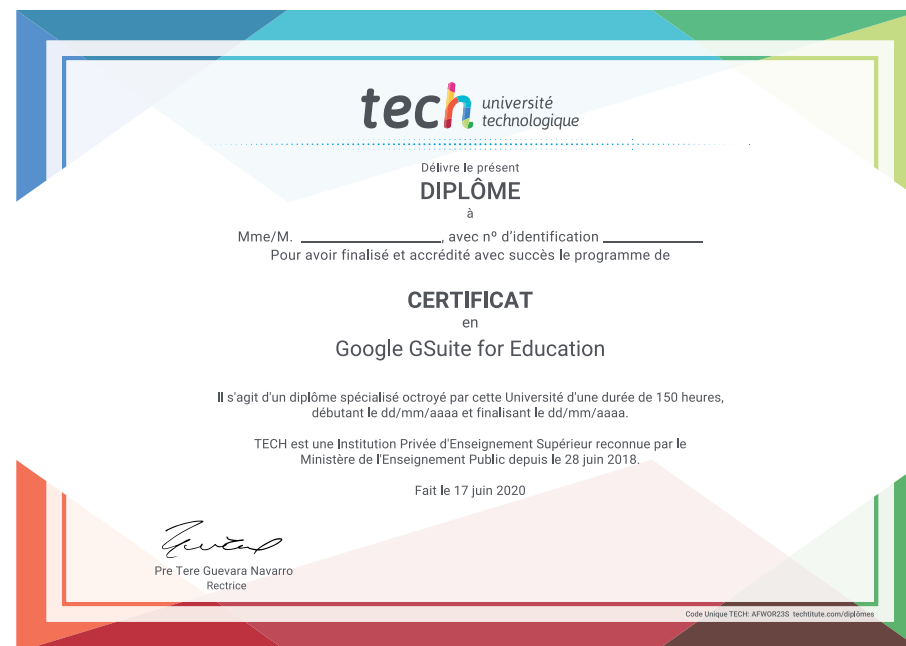 tech université
technologique
Délivre le présent
DIPLÔME
à
Mme/M. ____________________, avec nº d'identification ______________
Pour avoir finalisé et accrédité avec succès le programme de
CERTIFICAT
en
Google GSuite for Education
Il s'agit d'un diplôme spécialisé octroyé par cette Université d'une durée de 150 heures,
débutant le dd/mm/aaaa et finalisant le dd/mm/aaaa.
TECH est une Institution Privée d'Enseignement Supérieur reconnue par le
Ministère de l'Enseignement Public depuis le 28 juin 2018.
Fait le 17 juin 2020
Pre Tere Guevara Navarro
Rectrice
Code Unique TECH: AFWOR23S techtitute.com/diplômes